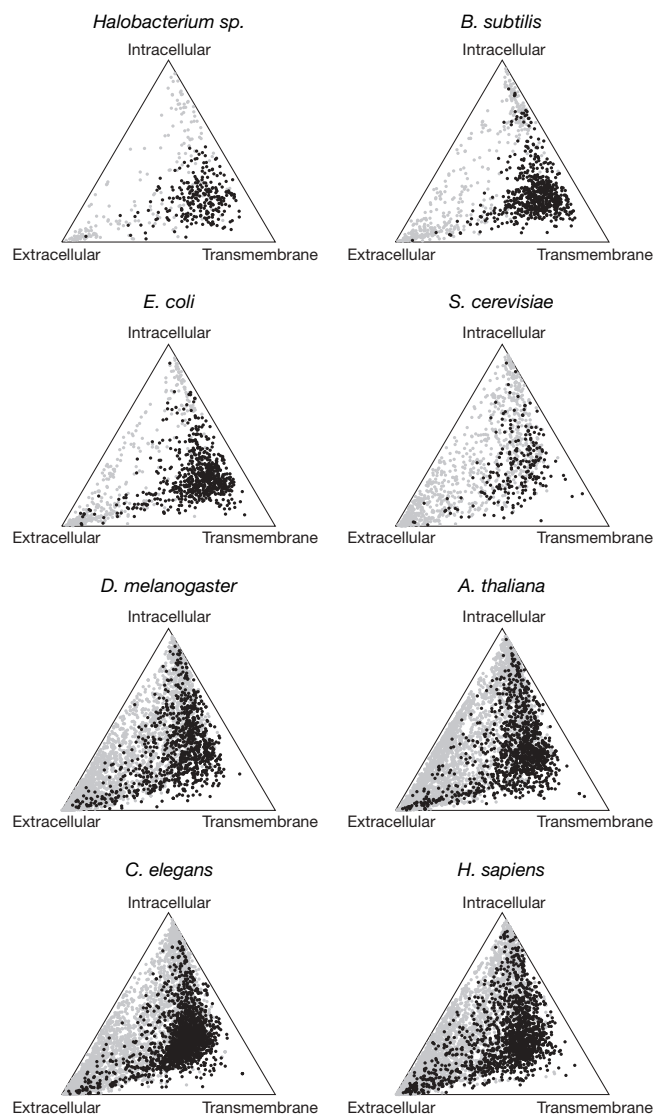 Halobacterium sp.
B. subtilis
Intracellular
Intracellular
Extracellular
Transmembrane
Extracellular
Transmembrane
E. coli
S. cerevisiae
Intracellular
Intracellular
Extracellular
Transmembrane
Extracellular
Transmembrane
D. melanogaster
A. thaliana
Intracellular
Intracellular
Extracellular
Transmembrane
Extracellular
Transmembrane
C. elegans
H. sapiens
Intracellular
Intracellular
Extracellular
Transmembrane
Extracellular
Transmembrane